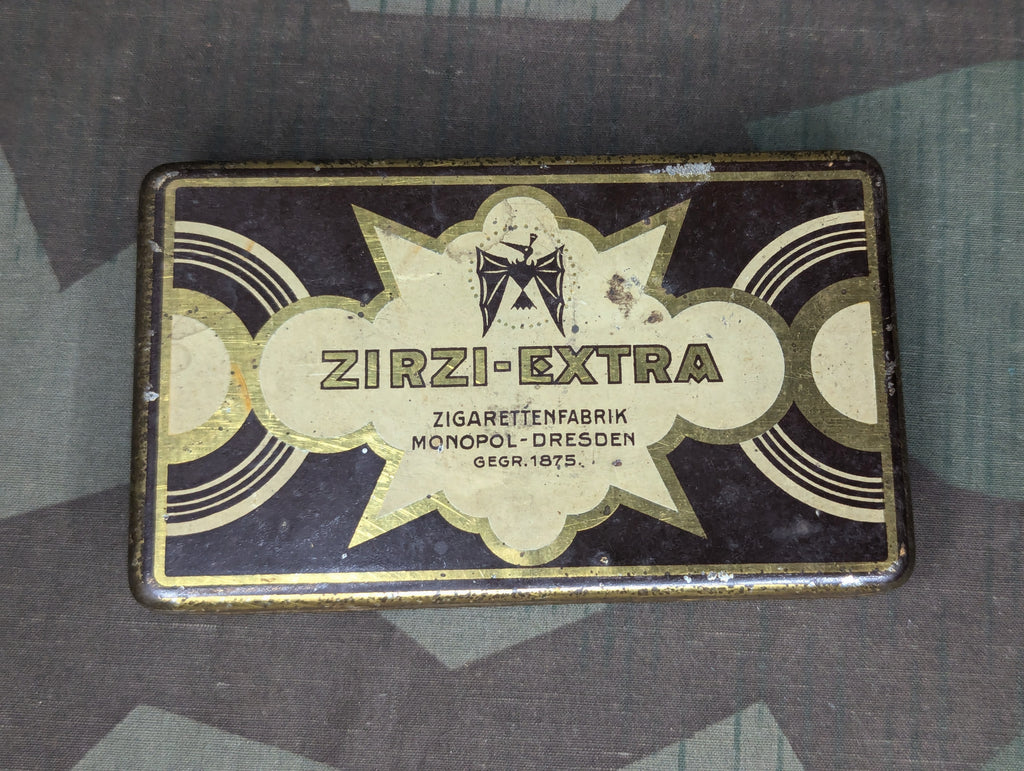 ZIRZI-EXTRA
ZIGARETTENFABRIK
MONOPOL-DRESDEN
GEGR. 1875.